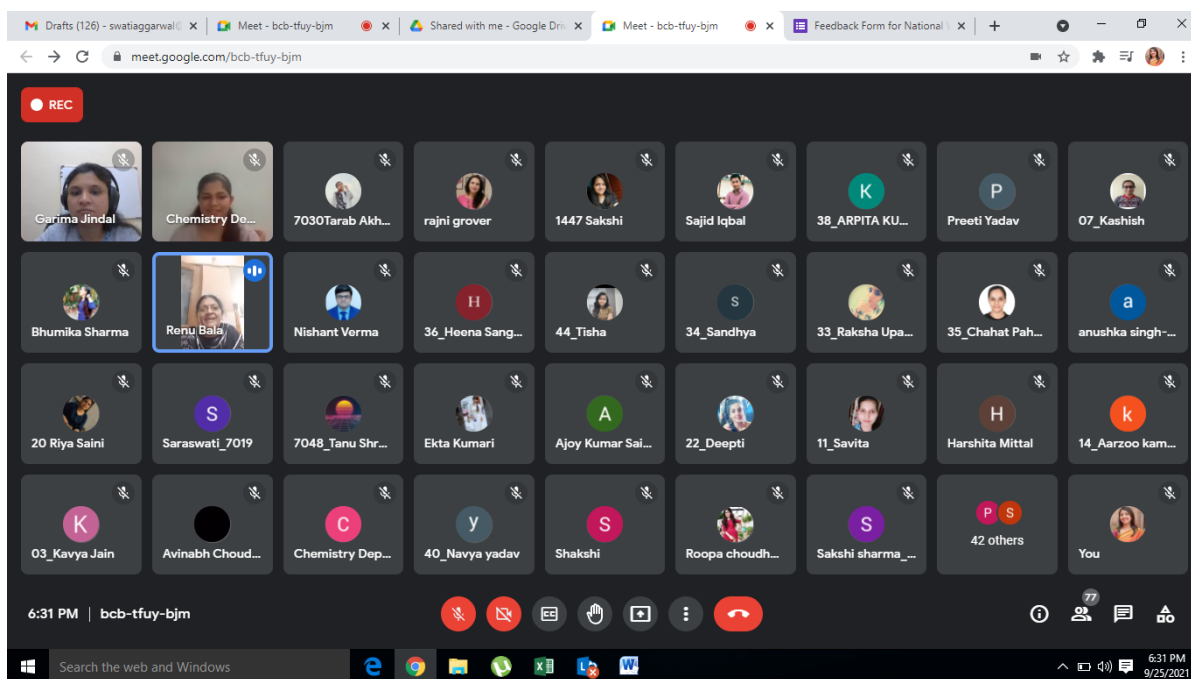 Drafts (126) - swatiaggarwal@
Meet - bcb-tfuy-bjm
Shared with me - Google Driv
Meet - bcb-tfuy-bjm
Feedback Form for National
meet.google.com/bcb-tfuy-bjm
REC
Garima Jindal
Chemistry De...
7030Tarab Akh...
rajni grover
1447 Sakshi
Sajid Iqbal
K
38_ARPITA KU...
P
Preeti Yadav
07_Kashish
Bhumika Sharma
Renu Bala
Nishant Verma
H
36_Heena Sang...
44_Tisha
S
34_Sandhya
33_Raksha Upa...
35_Chahat Pah...
a
anushka singh-...
20 Riya Saini
S
Saraswati_7019
7048_Tanu Shr...
Ekta Kumari
A
Ajoy Kumar Sai...
22_Deepti
11_Savita
H
Harshita Mittal
k
14_Aarzoo kam...
K
03_Kavya Jain
Avinabh Choud...
C
Chemistry Dep...
y
40_Navya yadav
S
Shakshi
Roopa choudh...
S
Sakshi sharma_...
P S
42 others
You
6:31 PM | bcb-tfuy-bjm
CC
77
Search the web and Windows
6:31 PM
9/25/2021